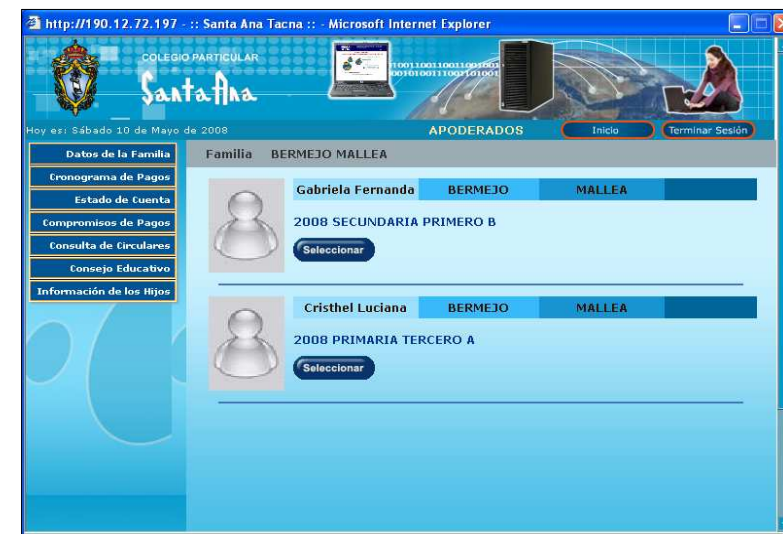 http://190.12.72.197 - :: Santa Ana Tacna :: - Microsoft Internet Explorer
COLEGIO PARTICULAR
Santa Ana
Hoy es: Sábado 10 de Mayo de 2008
APODERADOS
Inicio
Terminar Sesión
Datos de la Familia
Cronograma de Pagos
Estado de Cuenta
Compromisos de Pagos
Consulta de Circulares
Consejo Educativo
Información de los Hijos
Familia BERMEJO MALLEA
Gabriela Fernanda BERMEJO MALLEA
2008 SECUNDARIA PRIMERO B
Seleccionar
Cristhel Luciana BERMEJO MALLEA
2008 PRIMARIA TERCERO A
Seleccionar